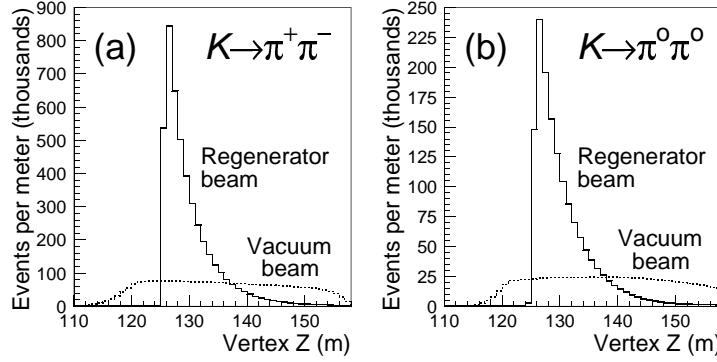 (a) K→π⁺π⁻
Events per meter (thousands)
900
800
700
600
500
400
300
200
100
0
Regenerator
beam
Vacuum
beam
110 120 130 140 150
Vertex Z (m)
(b) K→π⁰π⁰
Events per meter (thousands)
250
225
200
175
150
125
100
75
50
25
0
Regenerator
beam
Vacuum
beam
110 120 130 140 150
Vertex Z (m)